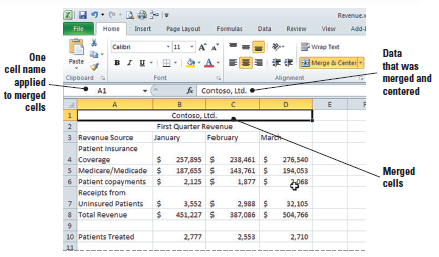 Revenue.x
File Home Insert Page Layout Formulas Data Review View Add-I
Paste
Calibri 11 A A
B I U A
Wrap Text
Merge & Center
Clipboard Font Alignment
A1 fx Contoso, Ltd.
A B C D E F
1 Contoso, Ltd.
2 First Quarter Revenue
3 Revenue Source January February March
Patient Insurance
4 Coverage $ 257,895 $ 238,461 $ 276,540
5 Medicare/Medicade $ 187,655 $ 143,761 $ 194,053
6 Patient copayments $ 2,125 $ 1,877 $ 2,068
Receipts from
7 Uninsured Patients $ 3,552 $ 2,988 $ 32,105
8 Total Revenue $ 451,227 $ 387,086 $ 504,766
9
10 Patients Treated 2,777 2,553 2,710
11
One
cell name
applied
to merged
cells
Data
that was
merged and
centered
Merged
cells